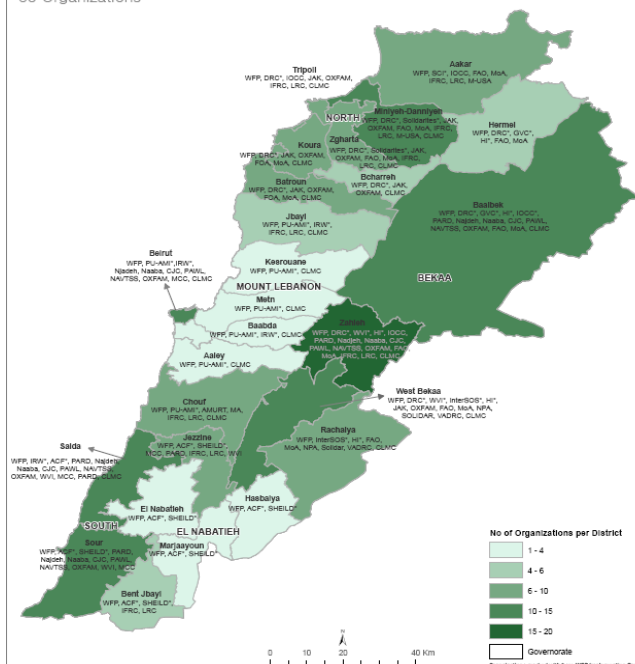 Aakar
WFP, SCI*, IOCC, FAO, MoA,
IFRC, LRC, M-USA
Tripoli
WFP, DRC*, IOCC, JAK, OXFAM,
IFRC, LRC, CLMC
NORTH
Miniyeh-Danniyeh
WFP, DRC*, Solidarites*, JAK,
OXFAM, FAO, MoA, IFRC,
LRC, M-USA, CLMC
Hermel
WFP, DRC*, GVC*,
HI*, FAO, MoA
Zgharta
WFP, DRC*, Solidarites*, JAK,
OXFAM, FAO, MoA, IFRC,
LRC, CLMC
Koura
WFP, DRC*, JAK, OXFAM,
FOA, MoA, CLMC
Bcharreh
WFP, DRC*, JAK,
OXFAM, CLMC
Batroun
WFP, DRC*, JAK, OXFAM,
FOA, MoA, CLMC
Baalbek
WFP, DRC*, GVC*, HI*, IOCC*,
PARD, Najdeh, Naaba, CJC, PAWL,
NAVTSS, OXFAM, FAO, MoA, CLMC
Jbayl
WFP, PU-AMI*, IRW*,
IFRC, LRC, CLMC
Beirut
WFP, PU-AMI*,IRW*,
Njadeh, Naaba, CJC, PAWL,
NAVTSS, OXFAM, MCC, CLMC
Kesrouane
WFP, PU-AMI*, CLMC
BEKAA
MOUNT LEBANON
Metn
WFP, PU-AMI*, CLMC
Baabda
WFP, PU-AMI*, IRW*, CLMC
Zahleh
WFP, DRC*, WVI*, HI*, IOCC,
PARD, Nadjeh, Naaba, CJC,
PAWL, NAVTSS, OXFAM, FAO,
MoA, IFRC, LRC, CLMC
Aaley
WFP, PU-AMI*, CLMC
West Bekaa
WFP, DRC*, WVI*, InterSOS*, HI*,
JAK, OXFAM, FAO, MoA, NPA,
SOLIDAR, VADRC, CLMC
Chouf
WFP, PU-AMI*, AMURT, MA,
IFRC, LRC, CLMC
Rachaiya
WFP, InterSOS*, HI*, FAO,
MoA, NPA, Solidar, VADRC, CLMC
Jezzine
WFP, ACF*, SHEILD*,
MCC, PARD, IFRC, LRC, WVI
Saida
WFP, IRW*, ACF*, PARD, Najdeh,
Naaba, CJC, PAWL, NAVTSS,
OXFAM, WVI, MCC, PARD, CLMC
Hasbaiya
WFP, ACF*, SHEILD*
El Nabatieh
WFP, ACF*, SHEILD*
SOUTH
EL NABATIEH
Sour
WFP, ACF*, SHEILD*, PARD,
Najdeh, Naaba, CJC, PAWL,
NAVTSS, OXFAM, WVI, MCC
Marjaayoun
WFP, ACF*, SHEILD*
Bent Jbayl
WFP, ACF*, SHEILD*,
IFRC, LRC
No of Organizations per District
1 - 4
4 - 6
6 - 10
10 - 15
15 - 20
Governorate
N
0 10 20 40 Km